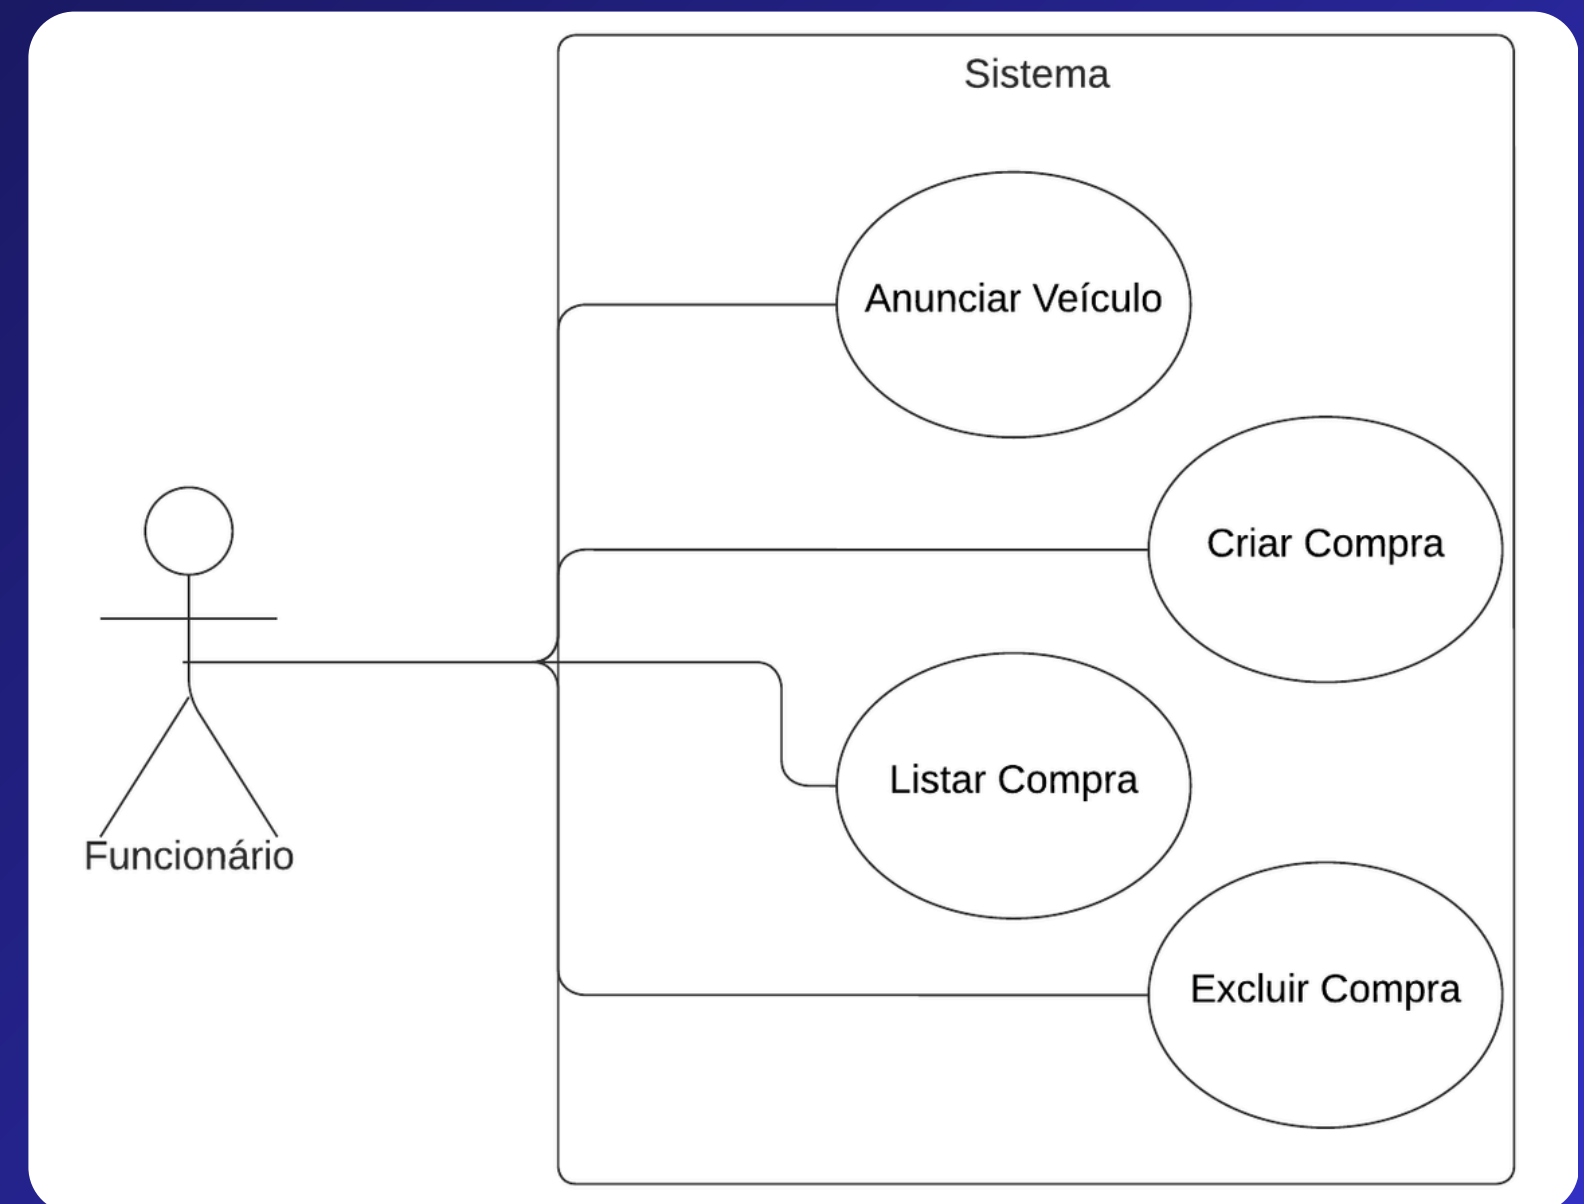 Sistema
Anunciar Veículo
Criar Compra
Listar Compra
Funcionário
Excluir Compra